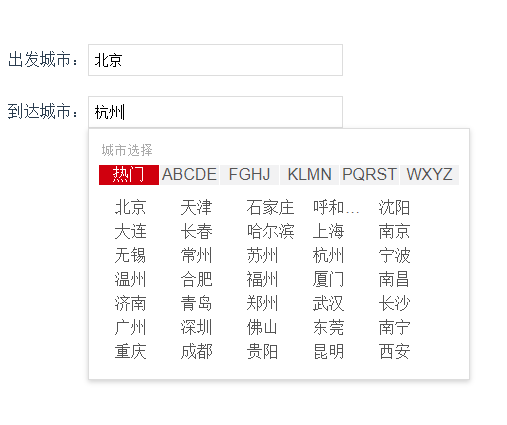 出发城市： 北京
到达城市： 杭州
城市选择
热门 ABCDE FGHJ KLMN PQRST WXYZ
北京 天津 石家庄 呼和... 沈阳
大连 长春 哈尔滨 上海 南京
无锡 常州 苏州 杭州 宁波
温州 合肥 福州 厦门 南昌
济南 青岛 郑州 武汉 长沙
广州 深圳 佛山 东莞 南宁
重庆 成都 贵阳 昆明 西安